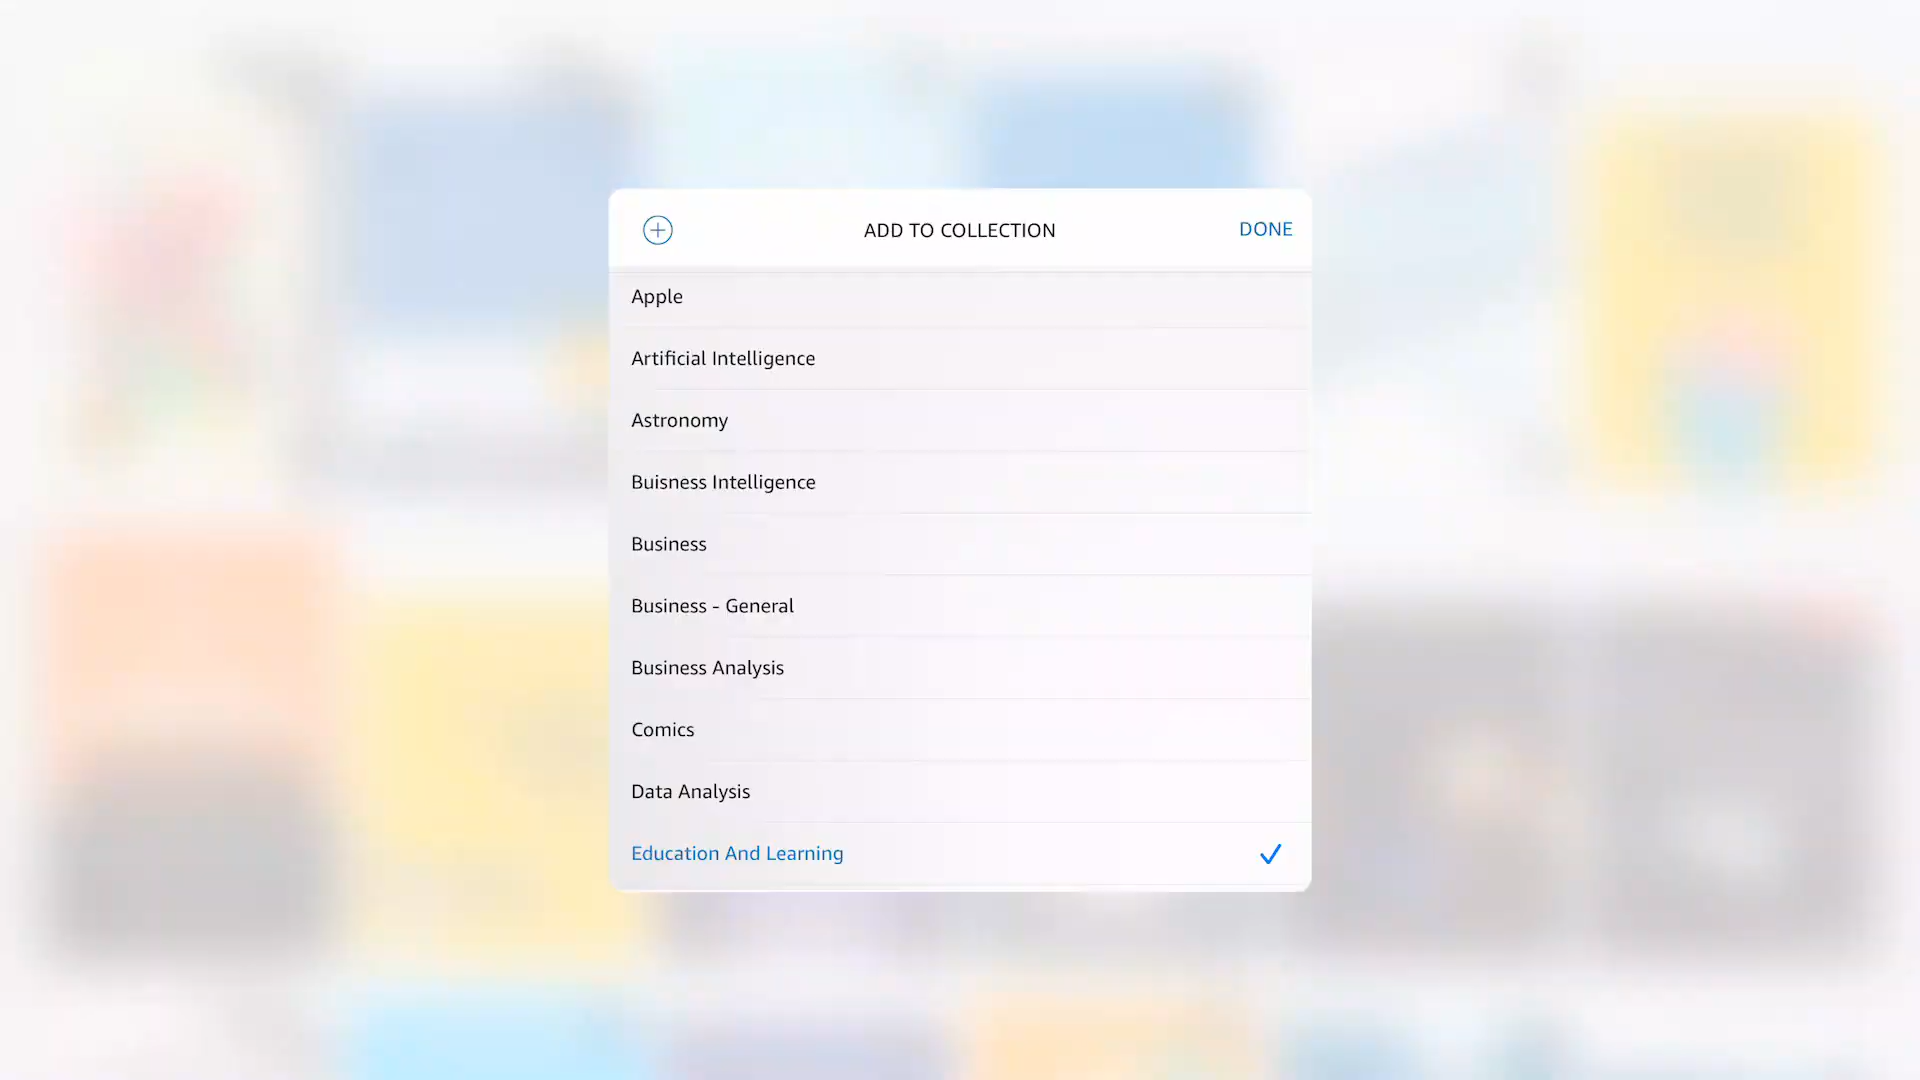 ADD TO COLLECTION
DONE
Apple
Artificial Intelligence
Astronomy
Buisness Intelligence
Business
Business - General
Business Analysis
Comics
Data Analysis
Education And Learning